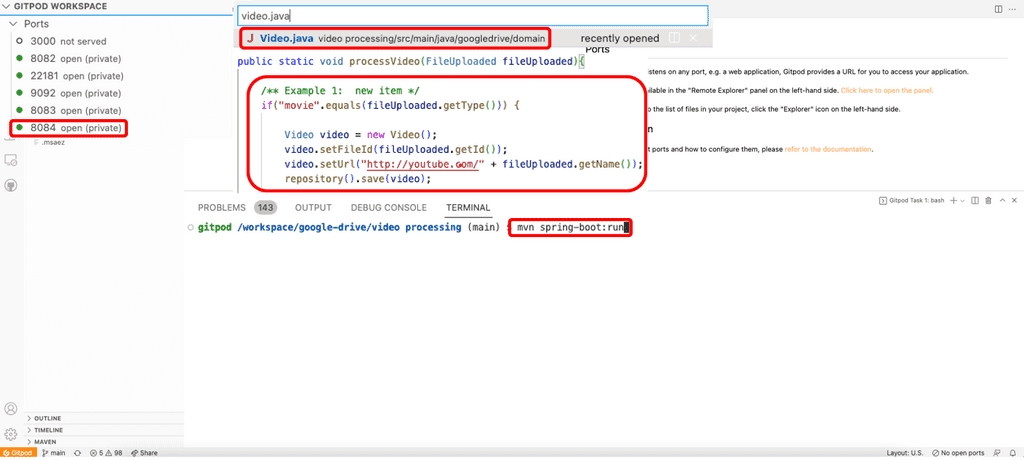 GITPOD WORKSPACE
Ports
3000 not served
8082 open (private)
22181 open (private)
9092 open (private)
8083 open (private)
8084 open (private)
.msaez
video.java
J Video.java video processing/src/main/java/googledrive/domain
recently opened
Ports
public static void processVideo(FileUploaded fileUploaded){
/** Example 1:  new item */
if("movie".equals(fileUploaded.getType())) {
Video video = new Video();
video.setFileId(fileUploaded.getId());
video.setUrl("http://youtube.com/" + fileUploaded.getName());
repository().save(video);
istens on any port, e.g. a web application, Gitpod provides a URL for you to access your application.
ilable in the "Remote Explorer" panel on the left-hand side. Click here to open the panel.
o the list of files in your project, click the "Explorer" icon on the left-hand side.
n
t ports and how to configure them, please refer to the documentation.
PROBLEMS 143 OUTPUT DEBUG CONSOLE TERMINAL
Gitpod Task 1: bash
gitpod /workspace/google-drive/video processing (main) mvn spring-boot:run
OUTLINE
TIMELINE
MAVEN
Gitpod main 5 98 Share
Layout: U.S. No open ports